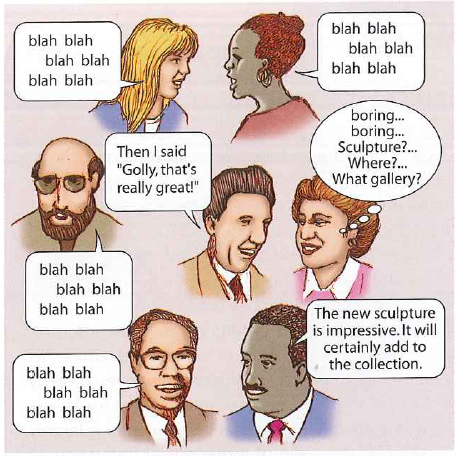 blah blah
blah blah
blah blah
blah blah
blah blah
blah blah
boring...
boring...
Sculpture?...
Where?...
What gallery?
Then I said
"Golly, that's
really great!"
blah blah
blah blah
blah blah
The new sculpture
is impressive. It will
certainly add to
the collection.
blah blah
blah blah
blah blah